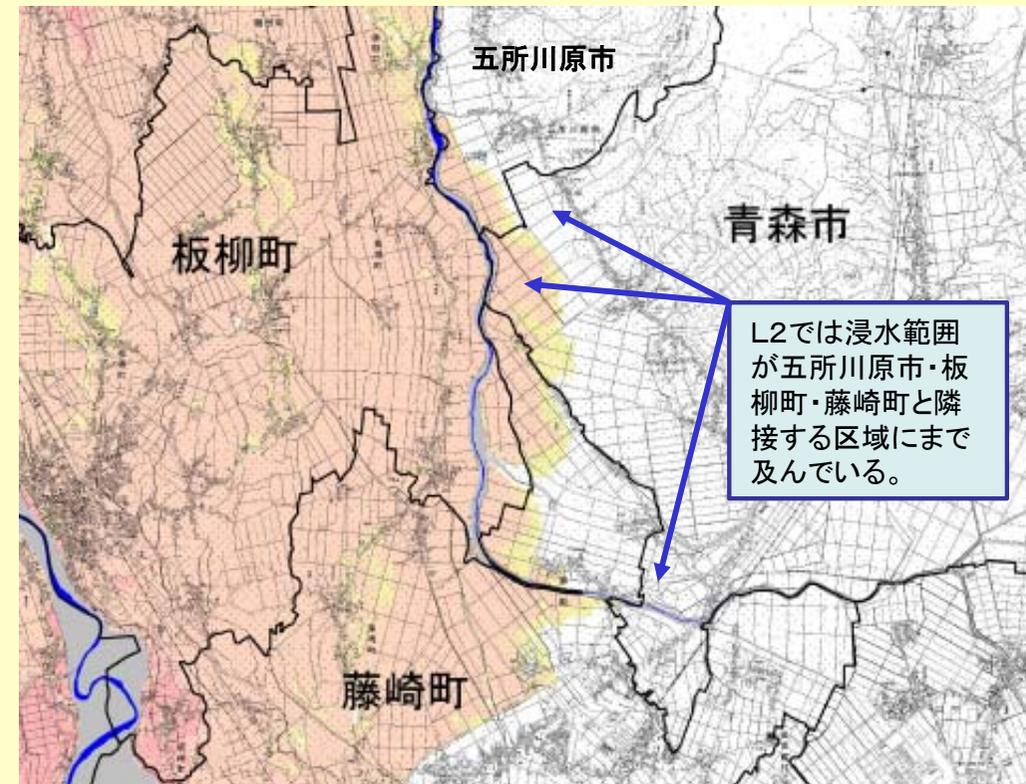 五所川原市
青森市
板柳町
L2では浸水範囲
が五所川原市・板
柳町・藤崎町と隣
接する区域にまで
及んでいる。
藤崎町